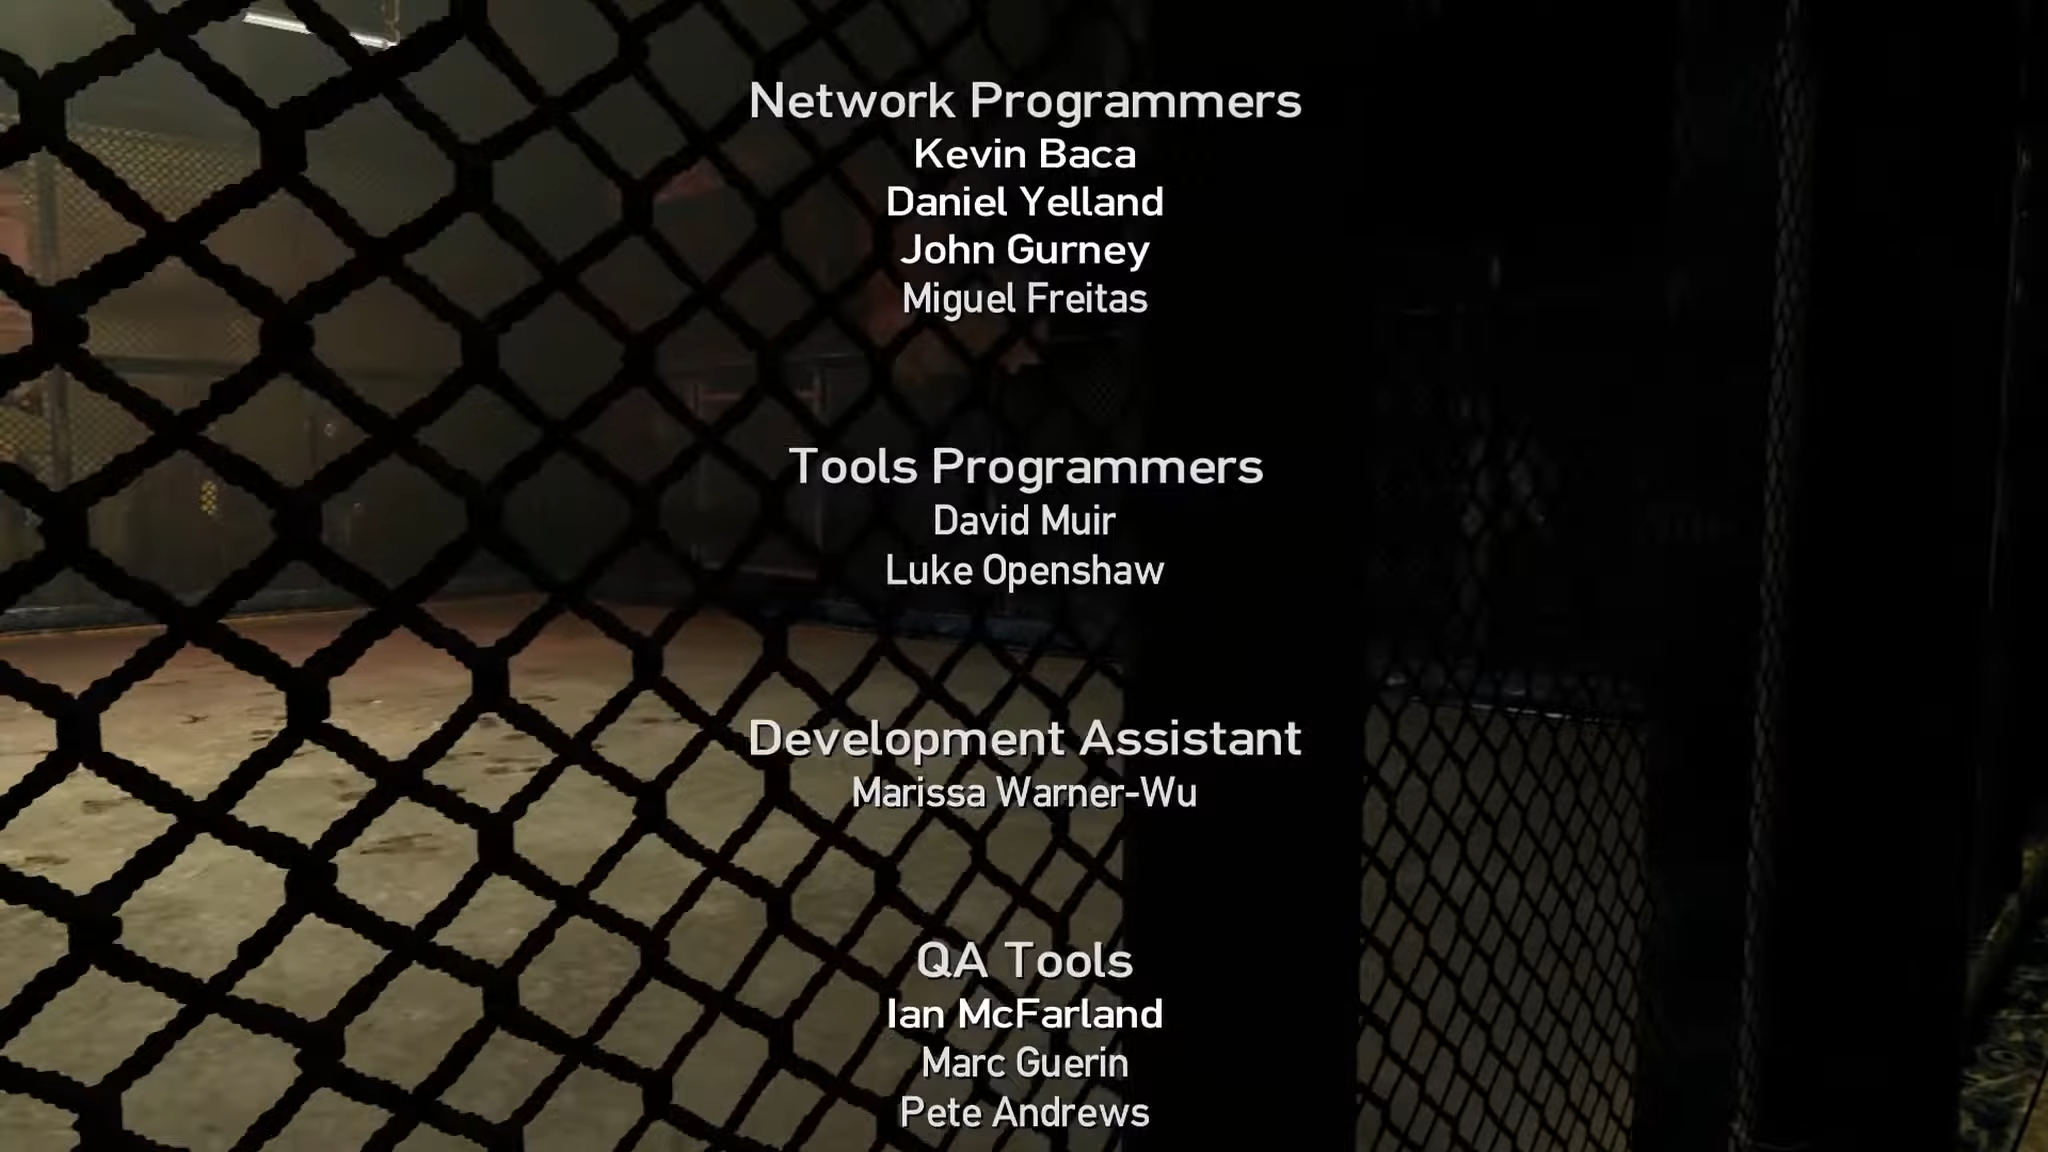 Network Programmers
Kevin Baca
Daniel Yelland
John Gurney
Miguel Freitas
Tools Programmers
David Muir
Luke Openshaw
Development Assistant
Marissa Warner-Wu
QA Tools
Ian McFarland
Marc Guerin
Pete Andrews